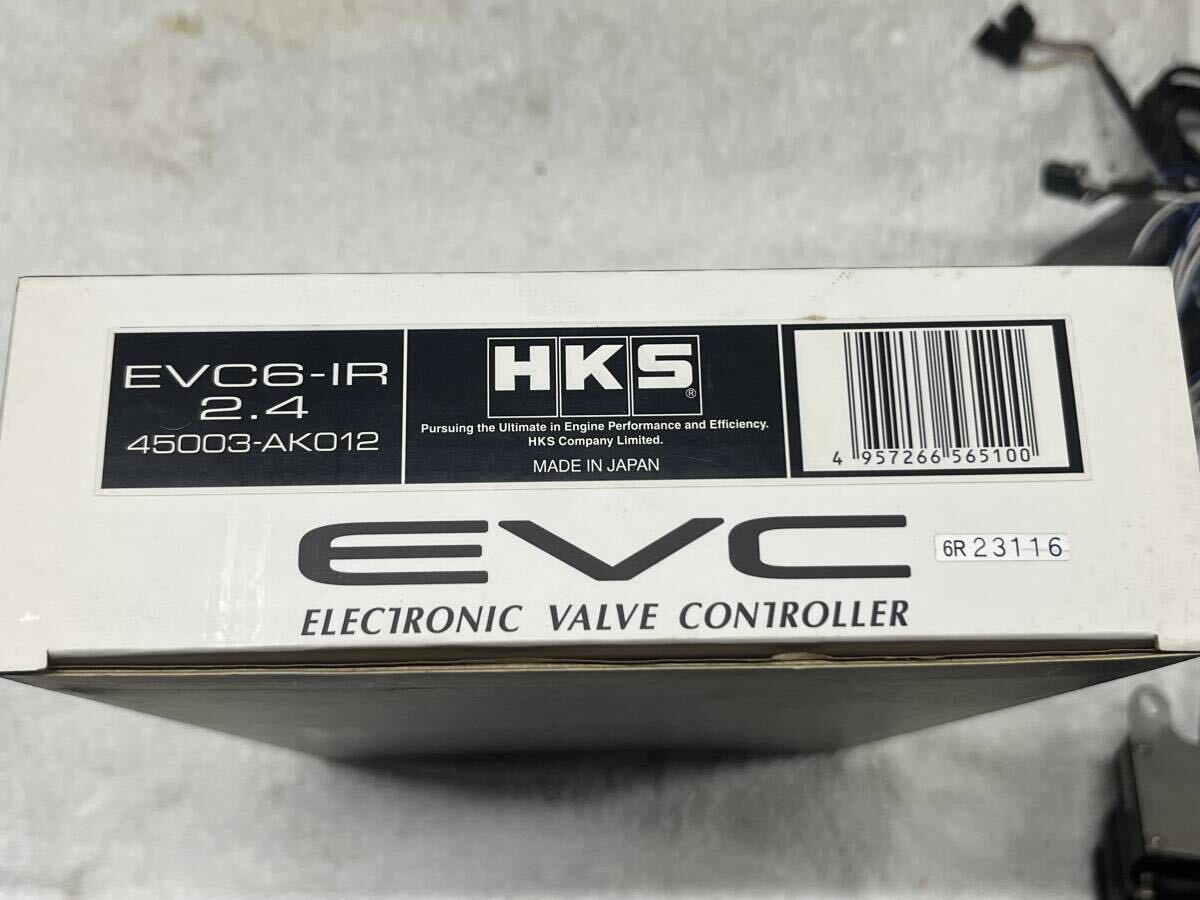 EVC6-IR
2.4
45003-AK012
HKS®
Pursuing the Ultimate in Engine Performance and Efficiency.
HKS Company Limited.
MADE IN JAPAN
4 957266 565100
EVC
6R 23116
ELECTRONIC VALVE CONTROLLER